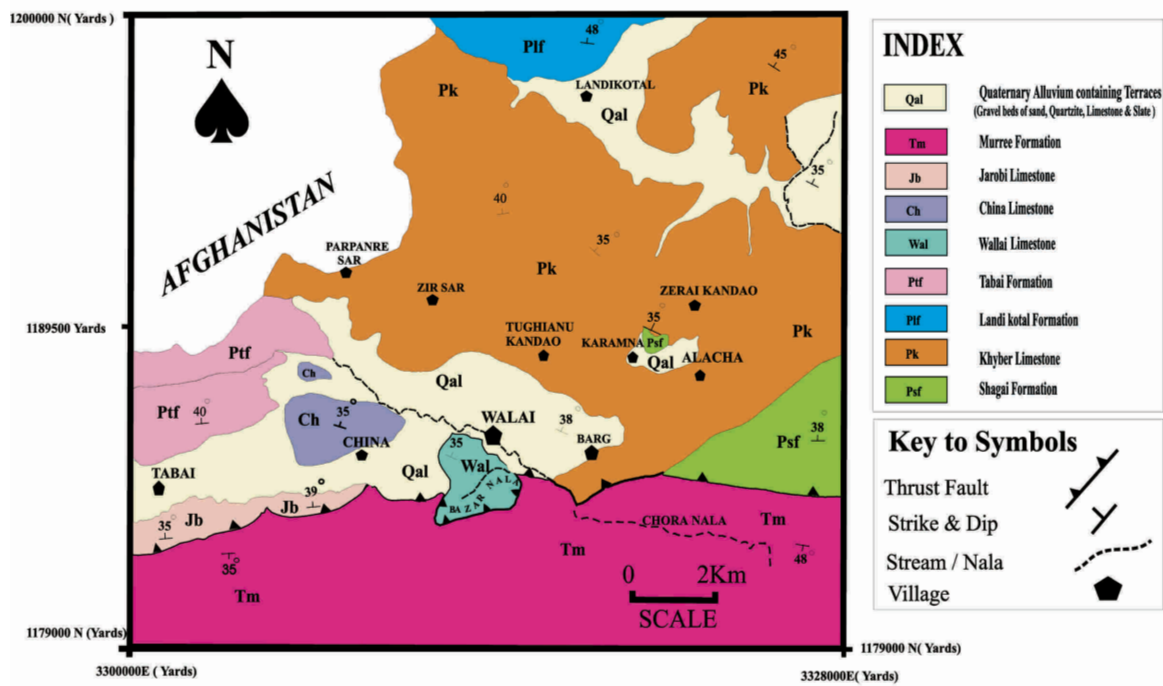 1200000 N( Yards )
N
48°
Plf
45°
Pk
Pk
LANDIKOTAL
Qal
35°
AFGHANISTAN
40°
35°
PARPANRE
SAR
Pk
ZIR SAR
ZERAI KANDAO
1189500 Yards
35°
Pk
TUGHIANU
KANDAO
KARAMNA
Psf
Ptf
Qal
ALACHA
Ch
Qal
Ptf
40°
Ch
35°
WALAI
38°
38°
Psf
CHINA
35
BARG
Wal
TABAI
Qal
39°
BAZAR NALA
Jb
Jb
35°
CHORA NALA
Tm
Tm
48°
35°
Tm
0 2Km
SCALE
1179000 N (Yards)
1179000 N( Yards)
3300000E ( Yards)
3328000E( Yards)
INDEX
Qal Quaternary Alluvium containing Terraces
(Gravel beds of sand, Quartzite, Limestone & Slate )
Tm Murree Formation
Jb Jarobi Limestone
Ch China Limestone
Wal Wallai Limestone
Ptf Tabai Formation
Plf Landi kotal Formation
Pk Khyber Limestone
Psf Shagai Formation
Key to Symbols
Thrust Fault
Strike & Dip
Stream / Nala
Village